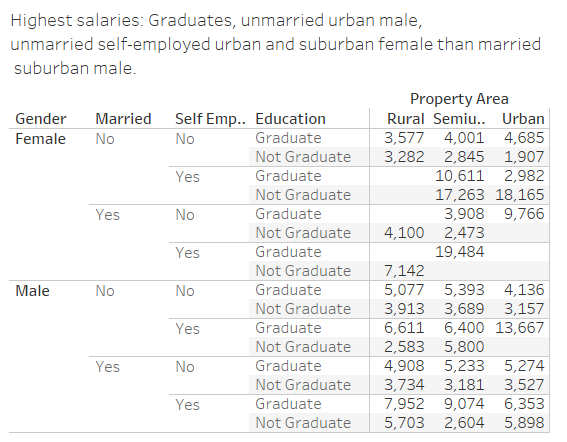 Highest salaries: Graduates, unmarried urban male,
unmarried self-employed urban and suburban female than married
suburban male.
Property Area
Gender Married Self Emp.. Education Rural Semiu.. Urban
Female No No Graduate 3,577 4,001 4,685
Not Graduate 3,282 2,845 1,907
Yes Graduate 10,611 2,982
Not Graduate 17,263 18,165
Yes No Graduate 3,908 9,766
Not Graduate 4,100 2,473
Yes Graduate 19,484
Not Graduate 7,142
Male No No Graduate 5,077 5,393 4,136
Not Graduate 3,913 3,689 3,157
Yes Graduate 6,611 6,400 13,667
Not Graduate 2,583 5,800
Yes No Graduate 4,908 5,233 5,274
Not Graduate 3,734 3,181 3,527
Yes Graduate 7,952 9,074 6,353
Not Graduate 5,703 2,604 5,898